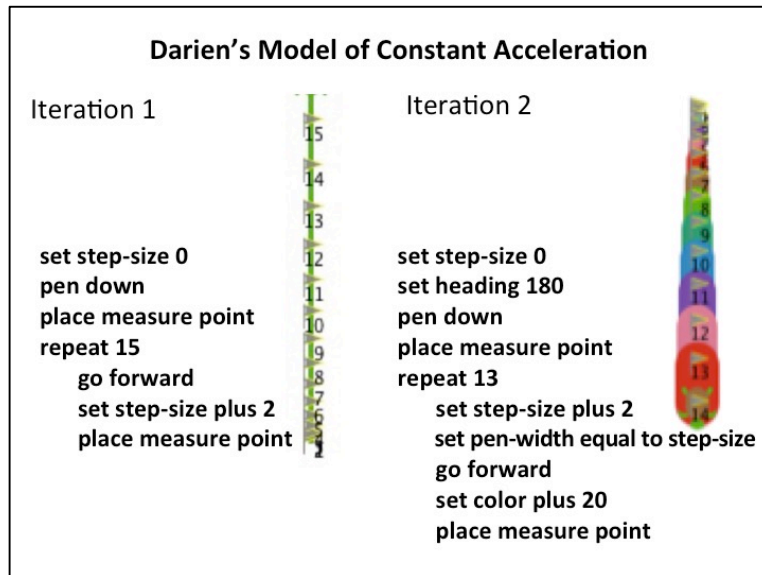 Darien’s Model of Constant Acceleration
Iteration 1
set step-size 0
pen down
place measure point
repeat 15
go forward
set step-size plus 2
place measure point
15
14
13
12
11
10
9
8
7
6
Iteration 2
set step-size 0
set heading 180
pen down
place measure point
repeat 13
set step-size plus 2
set pen-width equal to step-size
go forward
set color plus 20
place measure point
7
8
9
10
11
12
13
14